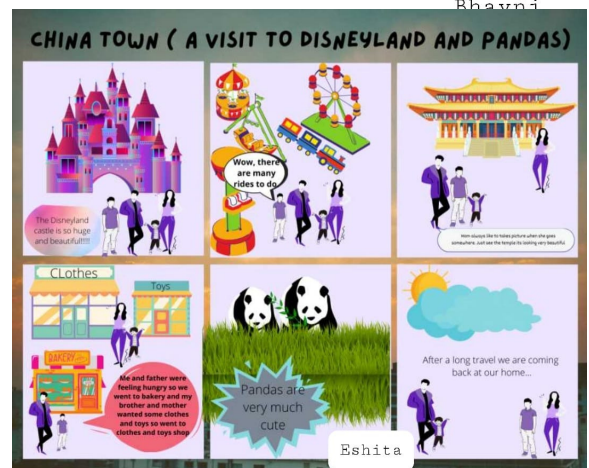 Bhavni
CHINA TOWN ( A VISIT TO DISNEYLAND AND PANDAS)
The Disneyland
castle is so huge
and beautiful!!!!!
Wow, there
are many
rides to do
Mom always like to takes picture when she goes
somewhere. Just see the temple its looking very beautiful
CLothes
Toys
BAKERY
Me and father were
feeling hungry so we
went to bakery and my
brother and mother
wanted some clothes
and toys so went to
clothes and toys shop
Pandas are
very much
cute
After a long travel we are coming
back at our home...
Eshita